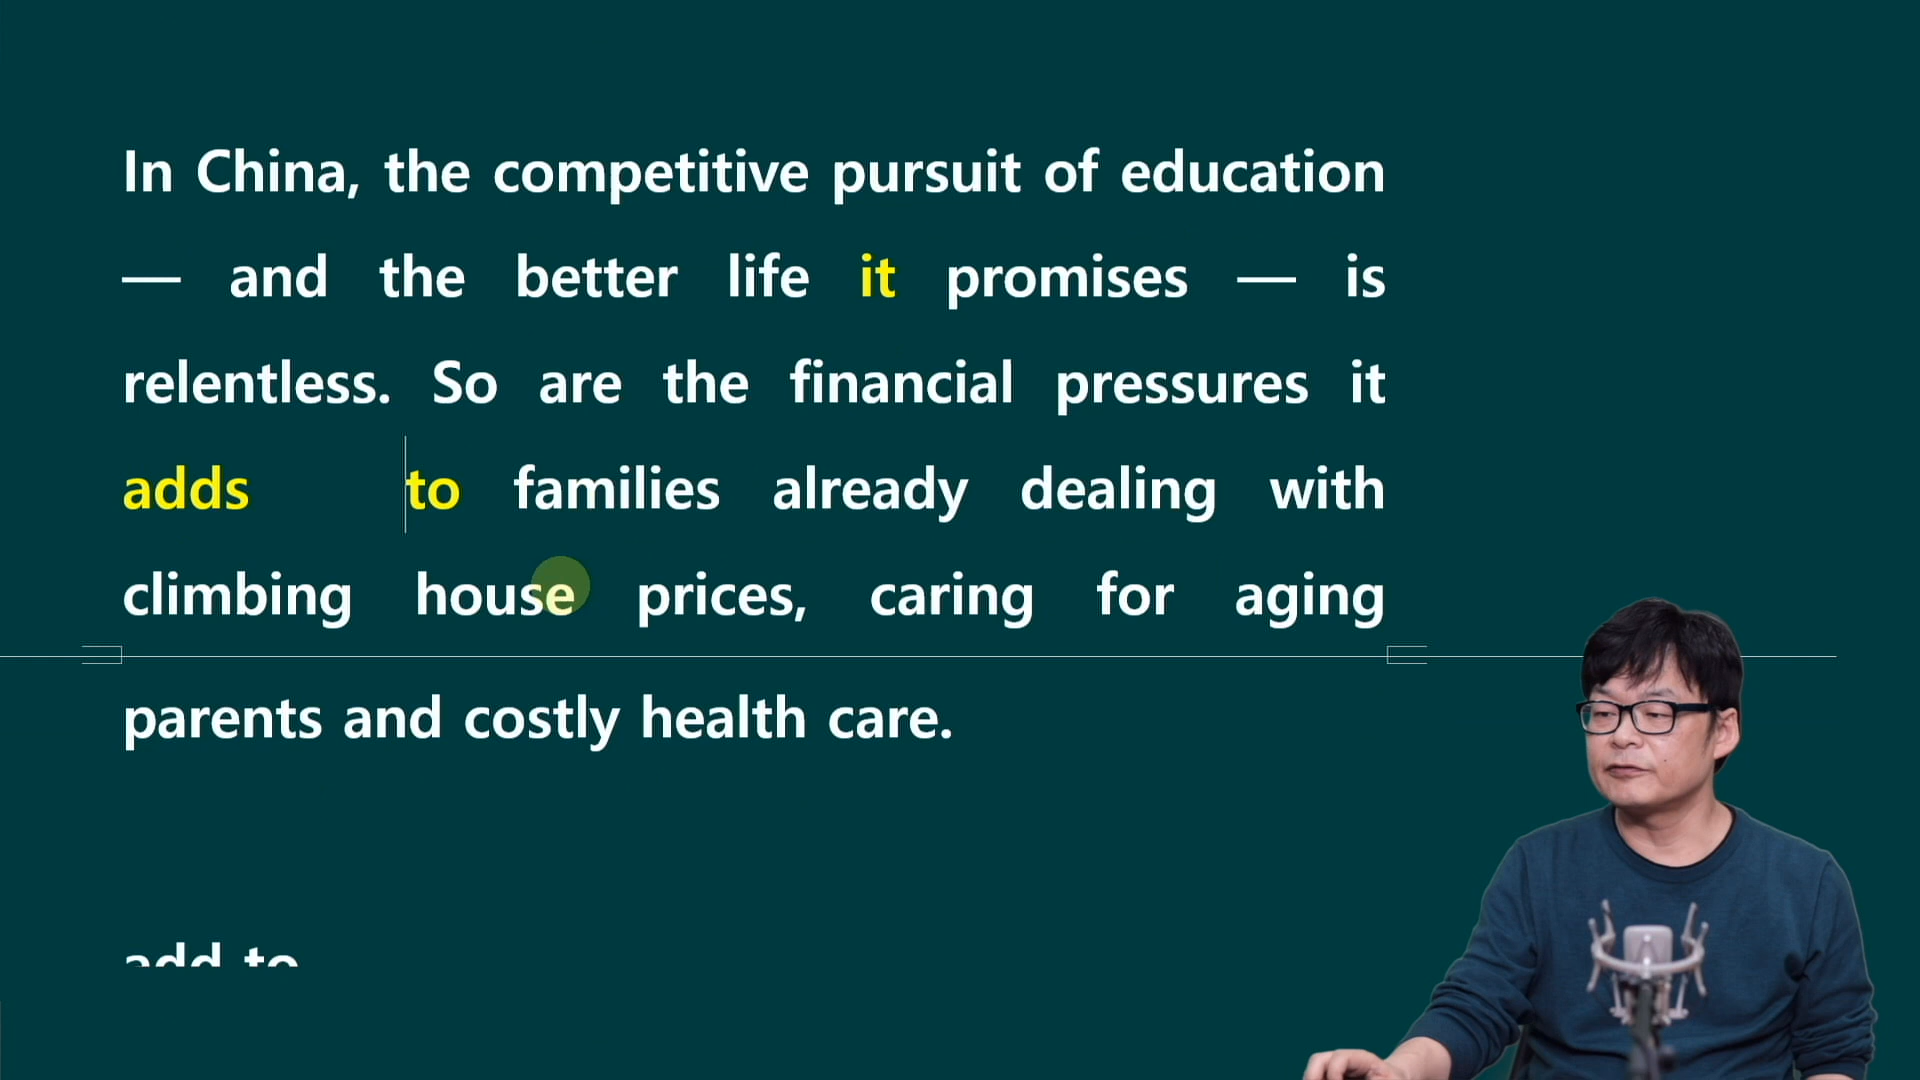 In China, the competitive pursuit of education
— and the better life it promises — is
relentless. So are the financial pressures it
adds to families already dealing with
climbing house prices, caring for aging
parents and costly health care.
add to